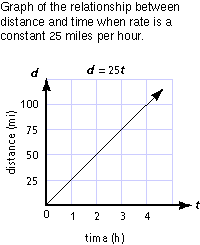 Graph of the relationship between
distance and time when rate is a
constant 25 miles per hour.
d
d = 25t
distance (mi)
100
75
50
25
0 1 2 3 4
t
time (h)